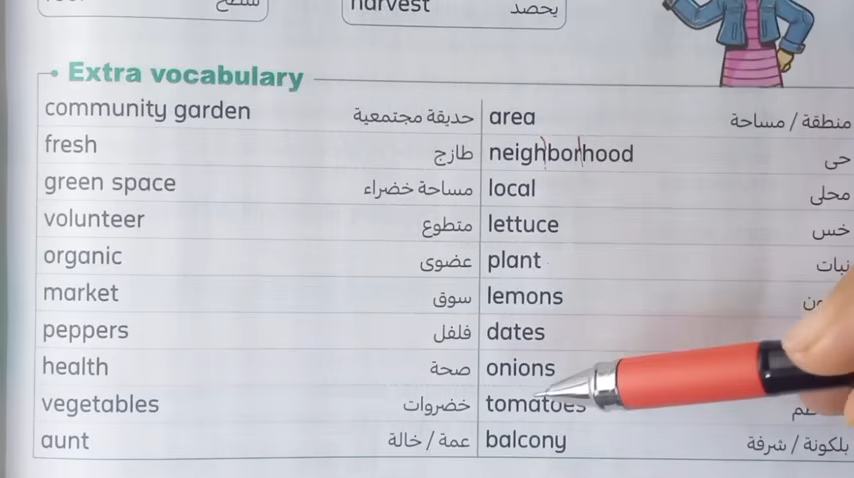 harvest يحصد
• Extra vocabulary
community garden حديقة مجتمعية area منطقة / مساحة
fresh طازج neighborhood حى
green space مساحة خضراء local محلى
volunteer متطوع lettuce خس
organic عضوى plant نبات
market سوق lemons
peppers فلفل dates
health صحة onions
vegetables خضروات tomatoes
aunt عمة / خالة balcony بلكونة / شرفة